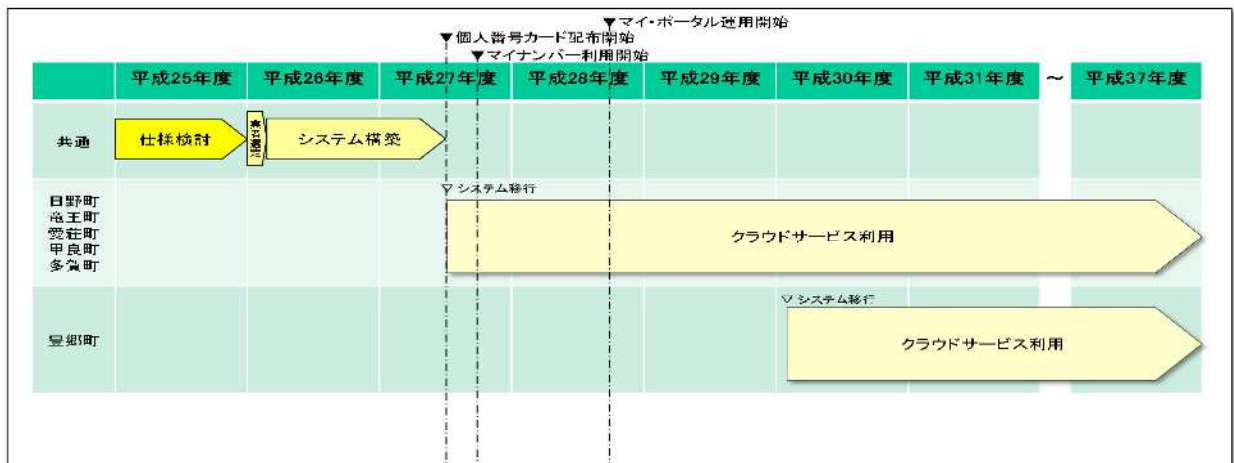 ▼マイ・ポータル運用開始
▼個人番号カード配布開始
▼マイナンバー利用開始
平成25年度 平成26年度 平成27年度 平成28年度 平成29年度 平成30年度 平成31年度 ～ 平成37年度
共通
仕様検討
業者選定
システム構築
▽システム移行
日野町
竜王町
愛荘町
甲良町
多賀町
クラウドサービス利用
▽システム移行
豊郷町
クラウドサービス利用